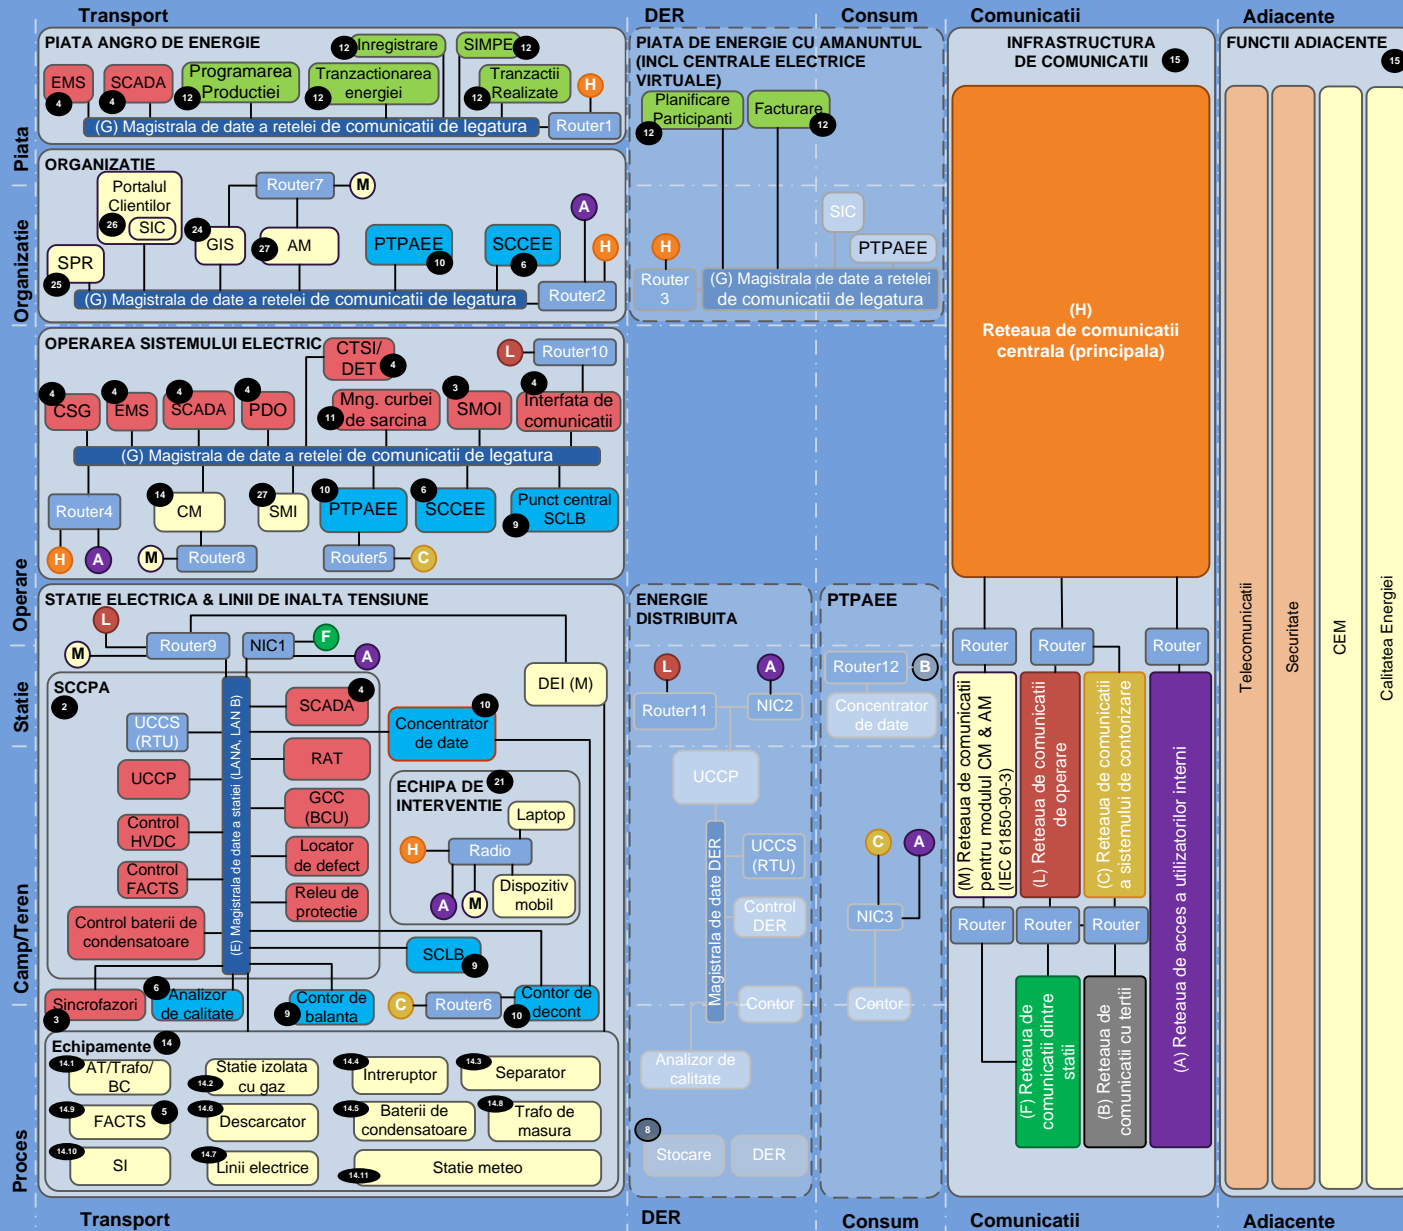 Transport
DER
Consum
Comunicatii
Adiacente
Piata
Organizatie
Operare
Statie
Camp/Teren
Proces
PIATA ANGRO DE ENERGIE
12
Inregistrare
SIMPE
12
EMS
4
SCADA
4
Programarea
Productiei
12
Tranzactionarea
energiei
12
Tranzactii
Realizate
12
H
(G) Magistrala de date a retelei de comunicatii de legatura
Router1
ORGANIZATIE
Portalul
Clientilor
26
SIC
Router7
M
24
GIS
27
AM
PTPAEE
10
SCCEE
6
A
H
SPR
25
(G) Magistrala de date a retelei de comunicatii de legatura
Router2
OPERAREA SISTEMULUI ELECTRIC
CTSI/
DET
4
L
Router10
4
CSG
4
EMS
4
SCADA
4
PDO
11
Mng. curbei
de sarcina
3
SMOI
4
Interfata de
comunicatii
(G) Magistrala de date a retelei de comunicatii de legatura
Router4
H
A
14
CM
M
Router8
27
SMI
10
PTPAEE
Router5
C
6
SCCEE
Punct central
SCLB
9
STATIE ELECTRICA & LINII DE INALTA TENSIUNE
L
M
Router9
NIC1
F
A
DEI (M)
SCCPA
2
UCCS
(RTU)
UCCP
Control
HVDC
Control
FACTS
Control baterii de
condensatoare
(E) Magistrala de date a statiei (LANA, LAN B)
4
SCADA
RAT
GCC
(BCU)
Locator
de defect
Releu de
protectie
10
Concentrator
de date
ECHIPA DE
INTERVENTIE
21
Laptop
H
Radio
A
M
Dispozitiv
mobil
SCLB
9
Sincrofazori
3
6
Analizor
de calitate
Contor de
balanta
9
C
Router6
Contor de
decont
10
Echipamente
14
14.1
AT/Trafo/
BC
Statie izolata
cu gaz
14.2
14.4
Intreruptor
14.3
Separator
14.9
FACTS
5
14.6
Descarcator
14.5
Baterii de
condensatoare
14.8
Trafo de
masura
14.10
SI
14.7
Linii electrice
14.11
Statie meteo
PIATA DE ENERGIE CU AMANUNTUL
(INCL CENTRALE ELECTRICE
VIRTUALE)
Planificare
Participanti
12
Facturare
12
SIC
PTPAEE
H
Router
3
(G) Magistrala de date a retelei
de comunicatii de legatura
ENERGIE
DISTRIBUITA
L
A
Router11
NIC2
UCCP
Magistrala de date DER
UCCS
(RTU)
Control
DER
Contor
Analizor de
calitate
8
Stocare
DER
PTPAEE
Router12
B
Concentrator
de date
C
A
NIC3
Contor
INFRASTRUCTURA
DE COMUNICATII
15
(H)
Reteaua de comunicatii
centrala (principala)
Router
Router
Router
(M) Reteaua de comunicatii
pentru modulul CM & AM
(IEC 61850-90-3)
(L) Reteaua de comunicatii
de operare
(C) Reteaua de comunicatii
a sistemului de contorizare
(A) Reteaua de acces a utilizatorilor interni
Router
Router
Router
(F) Reteaua de
comunicatii dintre
statii
(B) Reteaua de
comunicatii cu tertii
FUNCTII ADIACENTE
15
Telecomunicatii
Securitate
CEM
Calitatea Energiei
Transport
DER
Consum
Comunicatii
Adiacente